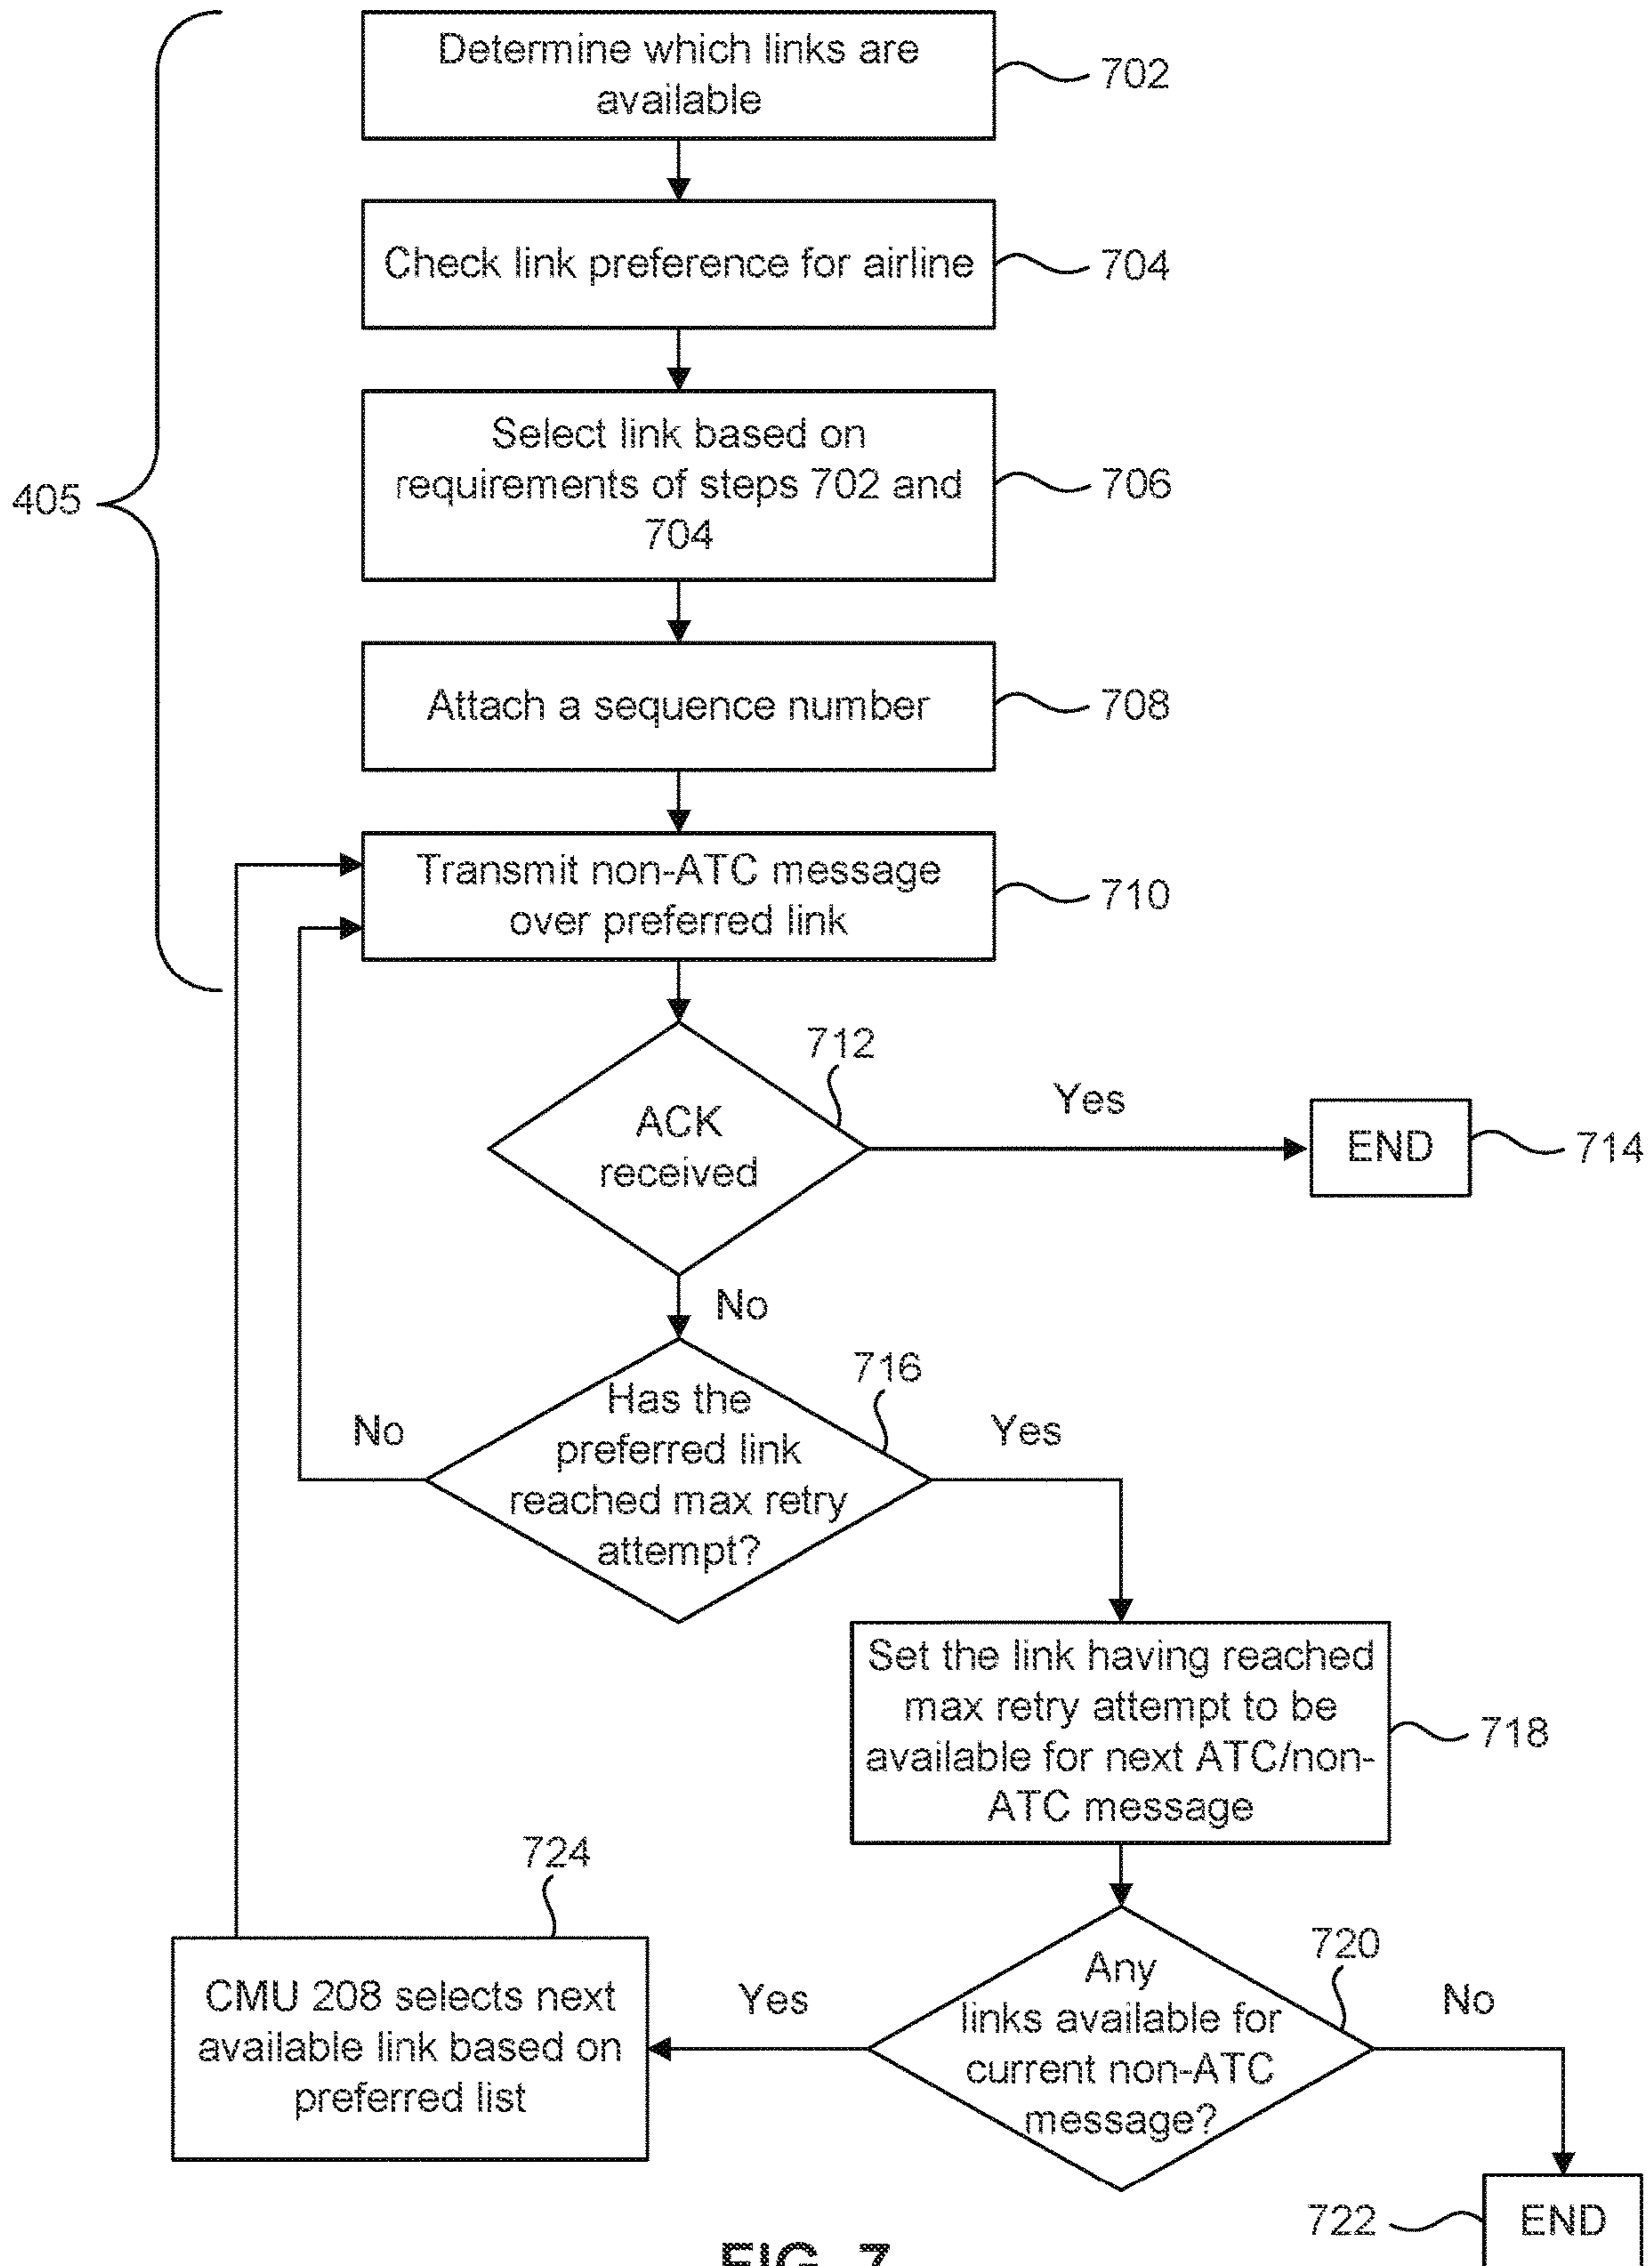 Determine which links are
available
702
Check link preference for airline
704
Select link based on
requirements of steps 702 and
704
706
405
Attach a sequence number
708
Transmit non-ATC message
over preferred link
710
712
ACK
received
Yes
END
714
No
716
Has the
preferred link
reached max retry
attempt?
No
Yes
Set the link having reached
max retry attempt to be
available for next ATC/non-
ATC message
718
724
CMU 208 selects next
available link based on
preferred list
Yes
720
Any
links available for
current non-ATC
message?
No
722
END
FIG. 7